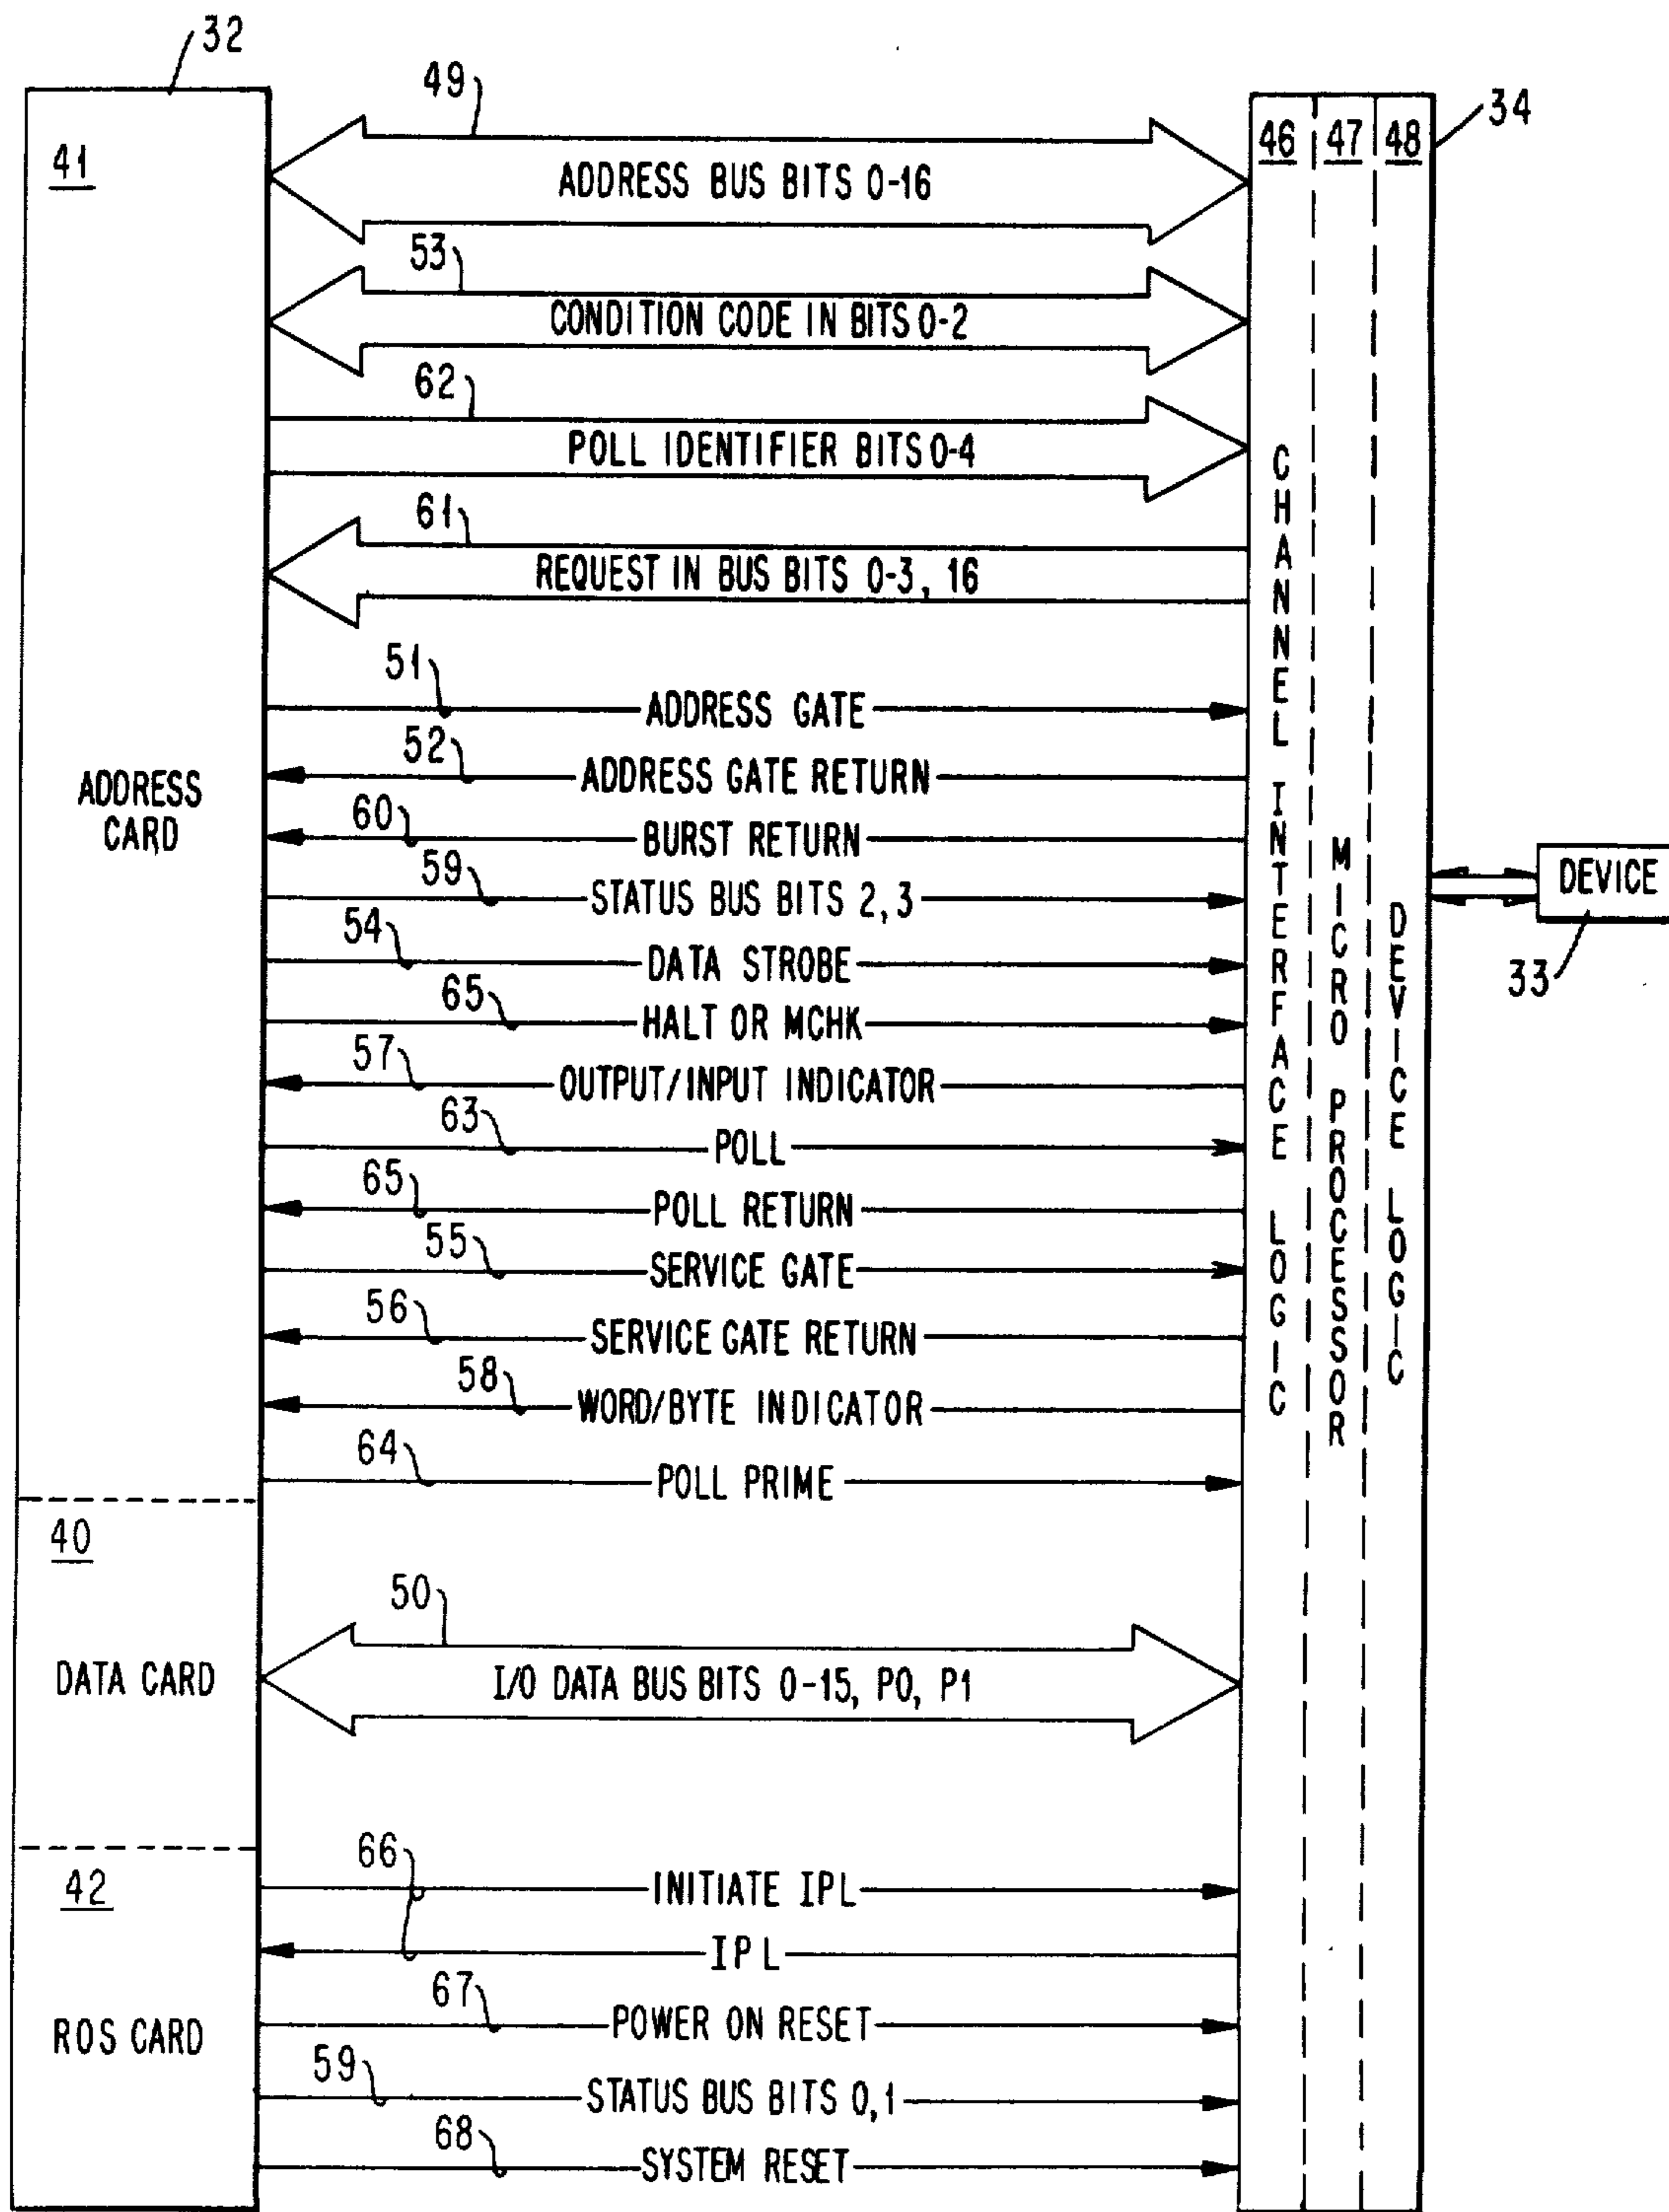 32
49
34
41
46
47
48
ADDRESS BUS BITS 0-16
53
CONDITION CODE IN BITS 0-2
62
POLL IDENTIFIER BITS 0-4
61
REQUEST IN BUS BITS 0-3, 16
51
ADDRESS GATE
52
ADDRESS GATE RETURN
ADDRESS
CARD
60
BURST RETURN
59
STATUS BUS BITS 2, 3
54
DATA STROBE
65
HALT OR MCHK
57
OUTPUT/INPUT INDICATOR
63
POLL
65
POLL RETURN
55
SERVICE GATE
56
SERVICE GATE RETURN
58
WORD/BYTE INDICATOR
64
POLL PRIME
CHANNEL INTERFACE LOGIC
MICRO PROCESSOR
DEVICE LOGIC
DEVICE
33
40
50
DATA CARD
I/O DATA BUS BITS 0-15, P0, P1
42
66
INITIATE IPL
IPL
ROS CARD
67
POWER ON RESET
59
STATUS BUS BITS 0,1
68
SYSTEM RESET